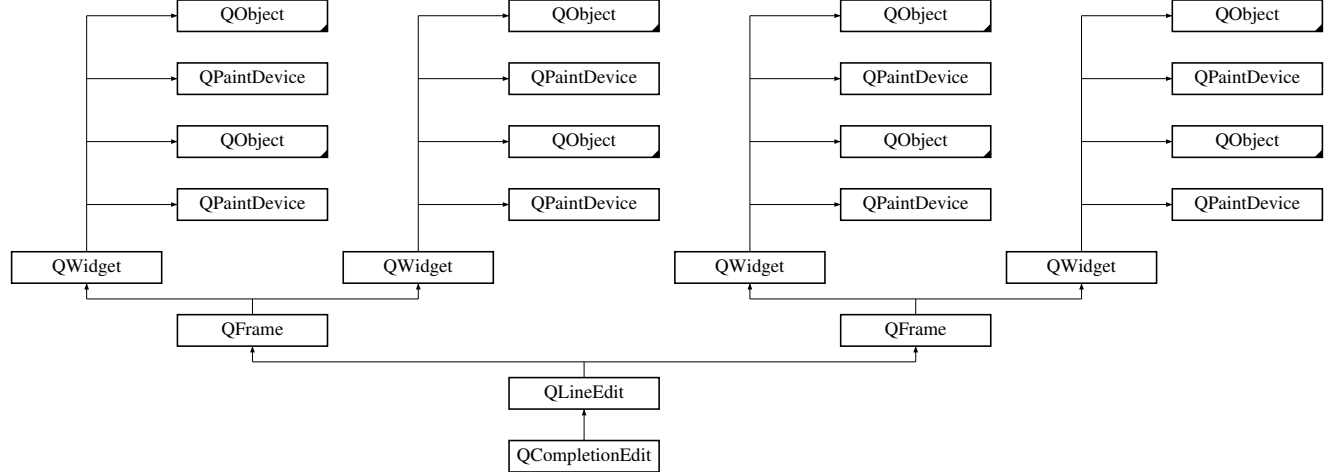 QObject QObject QObject QObject
QPaintDevice QPaintDevice QPaintDevice QPaintDevice
QObject QObject QObject QObject
QPaintDevice QPaintDevice QPaintDevice QPaintDevice
QWidget QWidget QWidget QWidget
QFrame QFrame
QLineEdit
QCompletionEdit